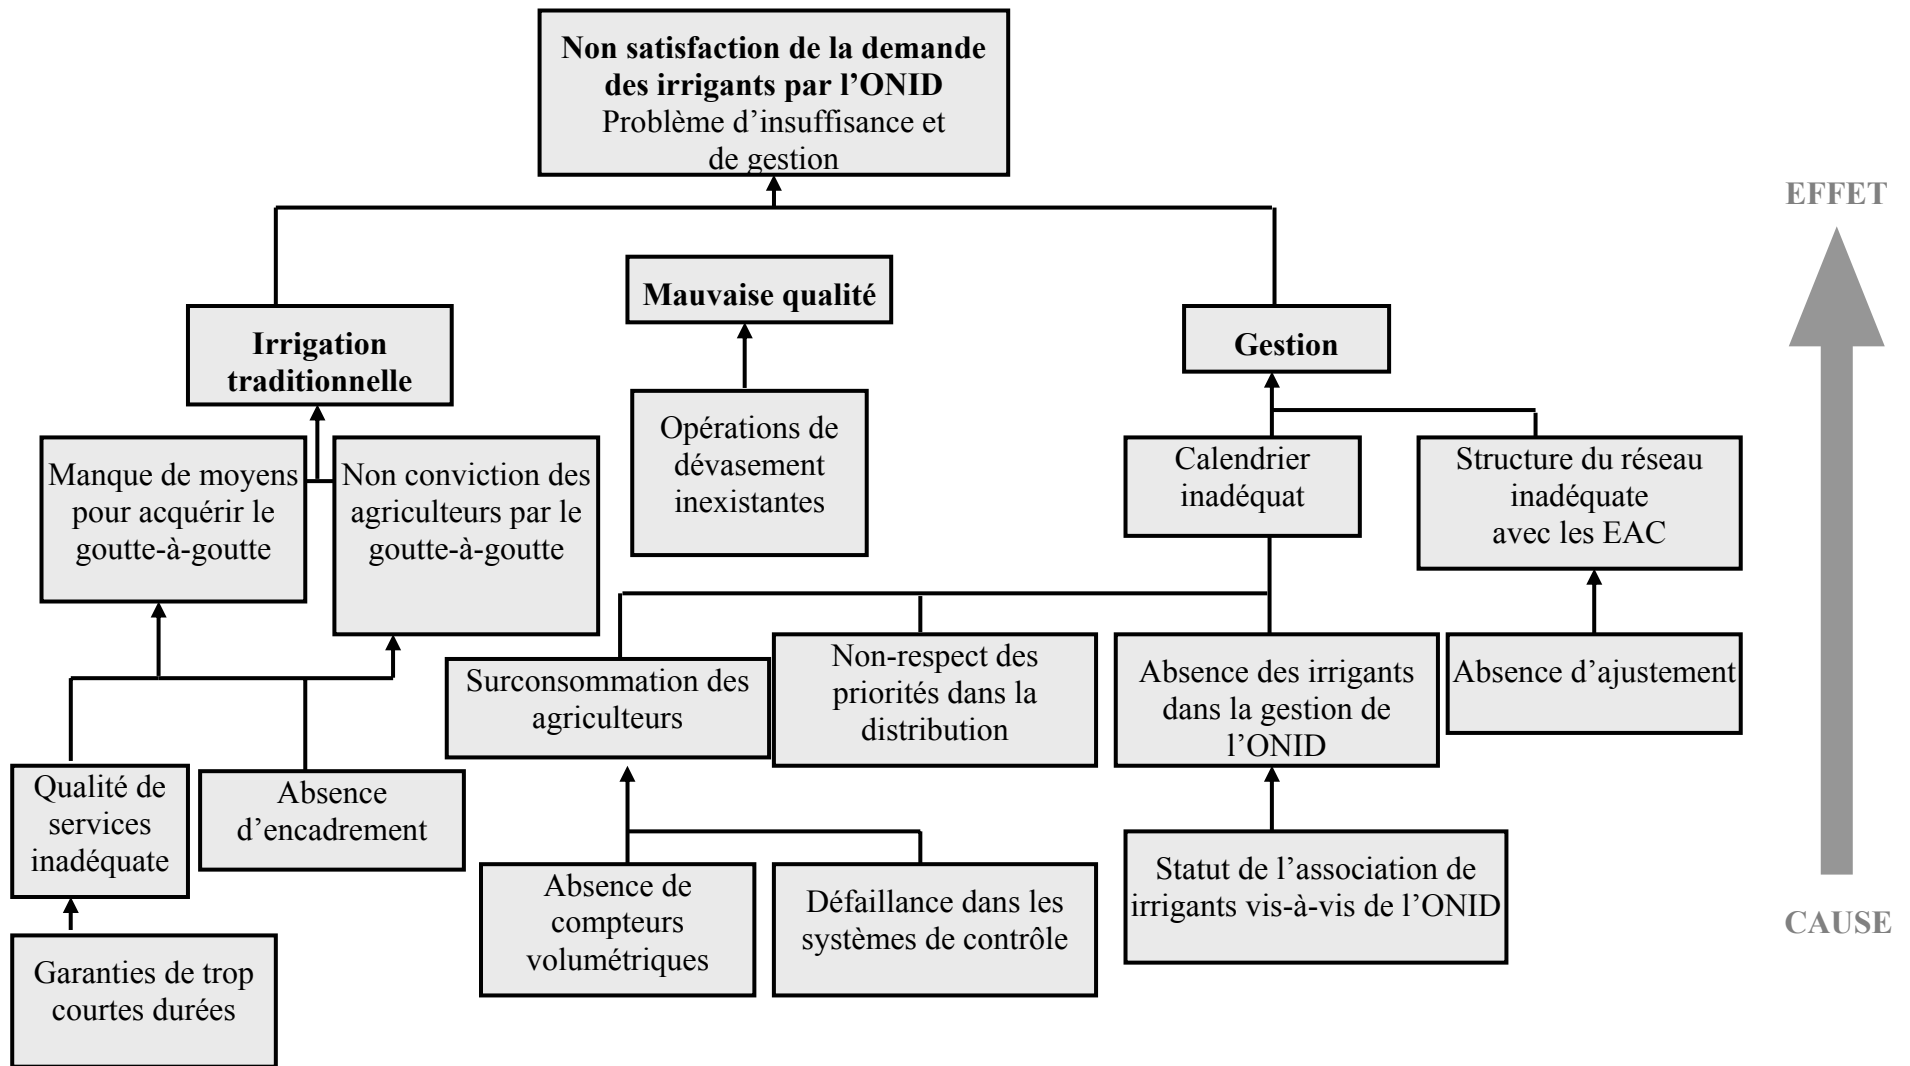 Non satisfaction de la demande
des irrigants par l’ONID
Problème d’insuffisance et
de gestion
EFFET
Mauvaise qualité
Irrigation
traditionnelle
Gestion
Manque de moyens
pour acquérir le
goutte-à-goutte
Non conviction des
agriculteurs par le
goutte-à-goutte
Opérations de
dévasement
inexistantes
Calendrier
inadéquat
Structure du réseau
inadéquate
avec les EAC
Surconsommation des
agriculteurs
Non-respect des
priorités dans la
distribution
Absence des irrigants
dans la gestion de
l’ONID
Absence d’ajustement
Qualité de
services
inadéquate
Absence
d’encadrement
Absence de
compteurs
volumétriques
Défaillance dans les
systèmes de contrôle
Statut de l’association de
irrigants vis-à-vis de l’ONID
CAUSE
Garanties de trop
courtes durées